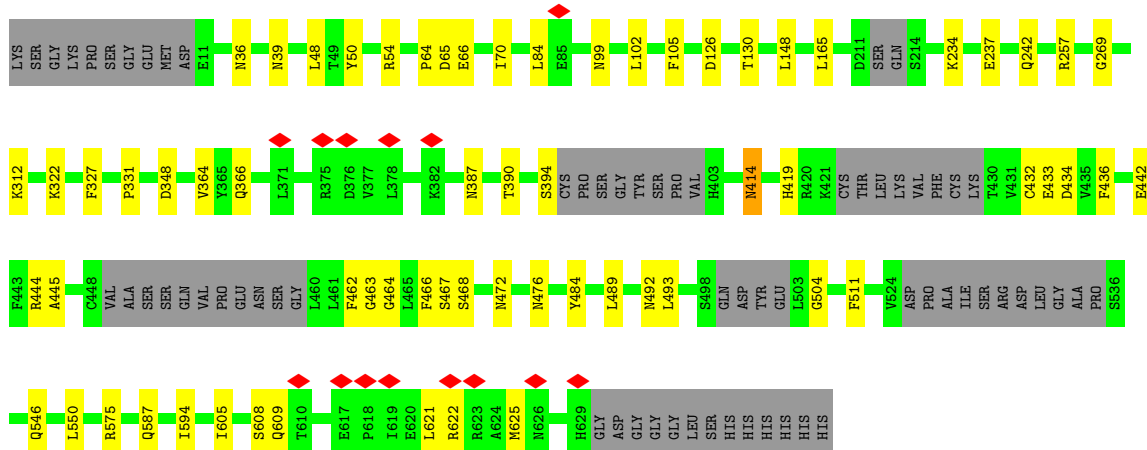 LYS SER GLY LYS PRO SER GLY GLU MET ASP E11 N36 N39 L48 T49 Y50 R54 P64 D65 E66 I70 L84 E85 N99 L102 F105 D126 T130 L148 L165 D211 SER GLN S214 K234 E237 Q242 R257 G269
K312 K322 F327 P331 D348 V364 Y365 Q366 L371 R375 D376 V377 L378 K382 N387 T390 S394 CYS PRO SER GLY TYR SER PRO VAL H403 N414 H419 R420 K421 CYS THR LEU LYS VAL PHE CYS LYS T430 V431 C432 E433 D434 V435 F436 E442
F443 R444 A445 C448 VAL ALA SER SER GLN VAL PRO GLU ASN SER GLY L460 L461 F462 G463 G464 L465 F466 S467 S468 N472 N476 Y484 L489 N492 L493 S498 GLN ASP TYR GLU L503 G504 F511 V524 ASP PRO ALA ILE SER ARG ASP LEU GLY ALA PRO S536
Q546 L550 R575 Q587 I594 I605 S608 Q609 T610 E617 P618 I619 E620 L621 R622 R623 A624 M625 N626 H629 GLY ASP GLY GLY GLY LEU SER HIS HIS HIS HIS HIS HIS